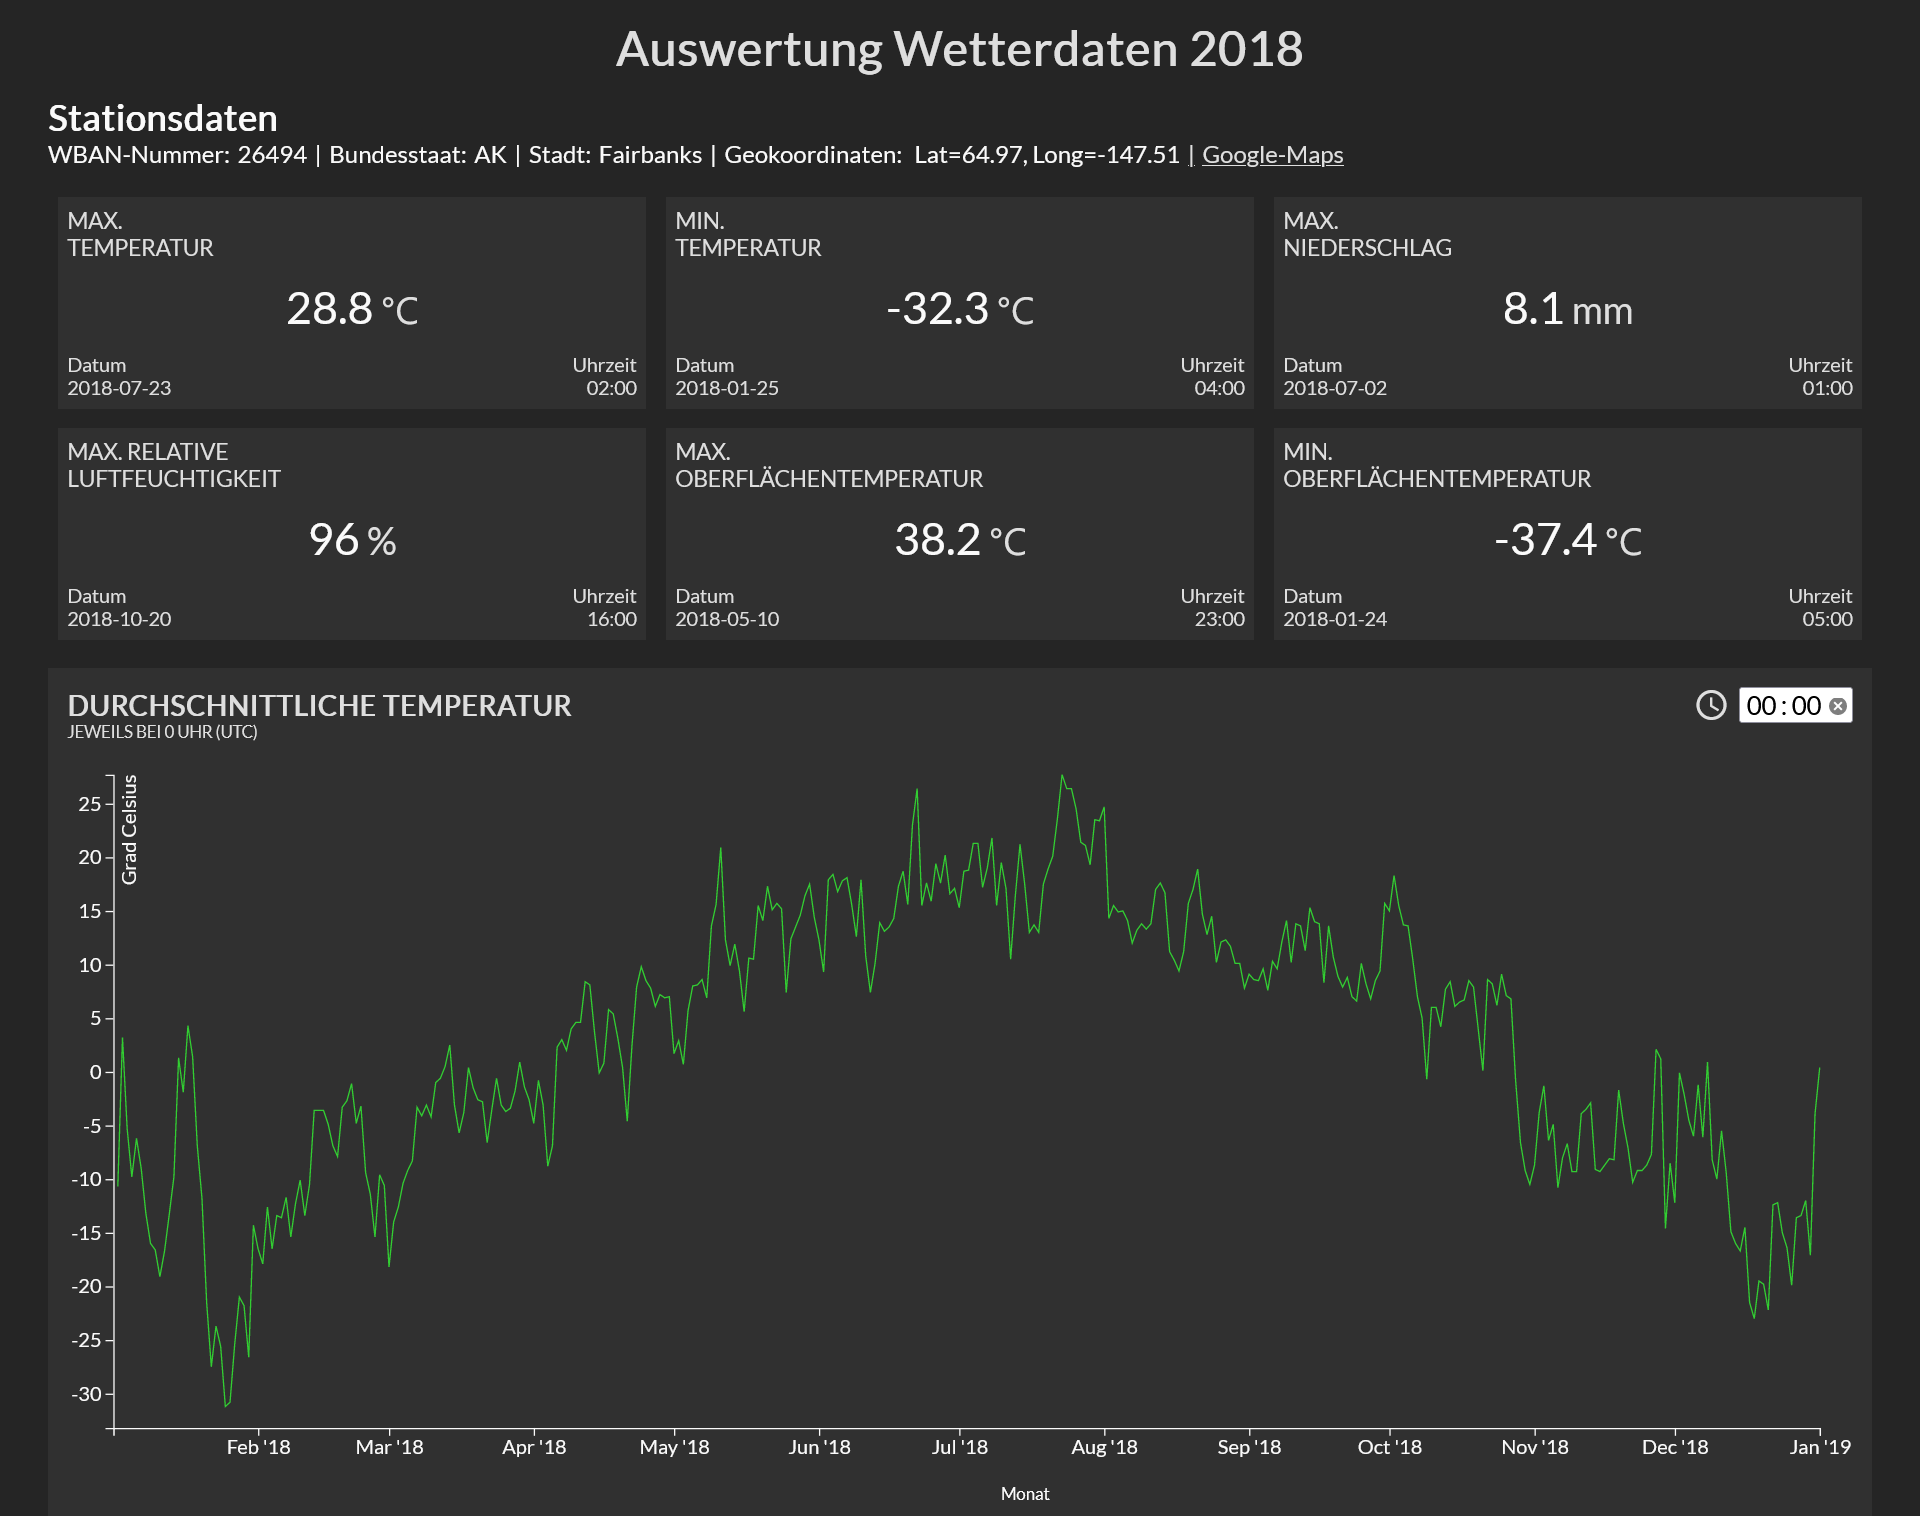 Auswertung Wetterdaten 2018
Stationsdaten
WBAN-Nummer: 26494 | Bundesstaat: AK | Stadt: Fairbanks | Geokoordinaten: Lat=64.97, Long=-147.51 | Google-Maps
MAX.
TEMPERATUR
28.8 °C
Datum Uhrzeit
2018-07-23 02:00
MIN.
TEMPERATUR
-32.3 °C
Datum Uhrzeit
2018-01-25 04:00
MAX.
NIEDERSCHLAG
8.1 mm
Datum Uhrzeit
2018-07-02 01:00
MAX. RELATIVE
LUFTFEUCHTIGKEIT
96 %
Datum Uhrzeit
2018-10-20 16:00
MAX.
OBERFLÄCHENTEMPERATUR
38.2 °C
Datum Uhrzeit
2018-05-10 23:00
MIN.
OBERFLÄCHENTEMPERATUR
-37.4 °C
Datum Uhrzeit
2018-01-24 05:00
DURCHSCHNITTLICHE TEMPERATUR
JEWEILS BEI 0 UHR (UTC)
00:00
Grad Celsius
25
20
15
10
5
0
-5
-10
-15
-20
-25
-30
Feb '18 Mar '18 Apr '18 May '18 Jun '18 Jul '18 Aug '18 Sep '18 Oct '18 Nov '18 Dec '18 Jan '19
Monat